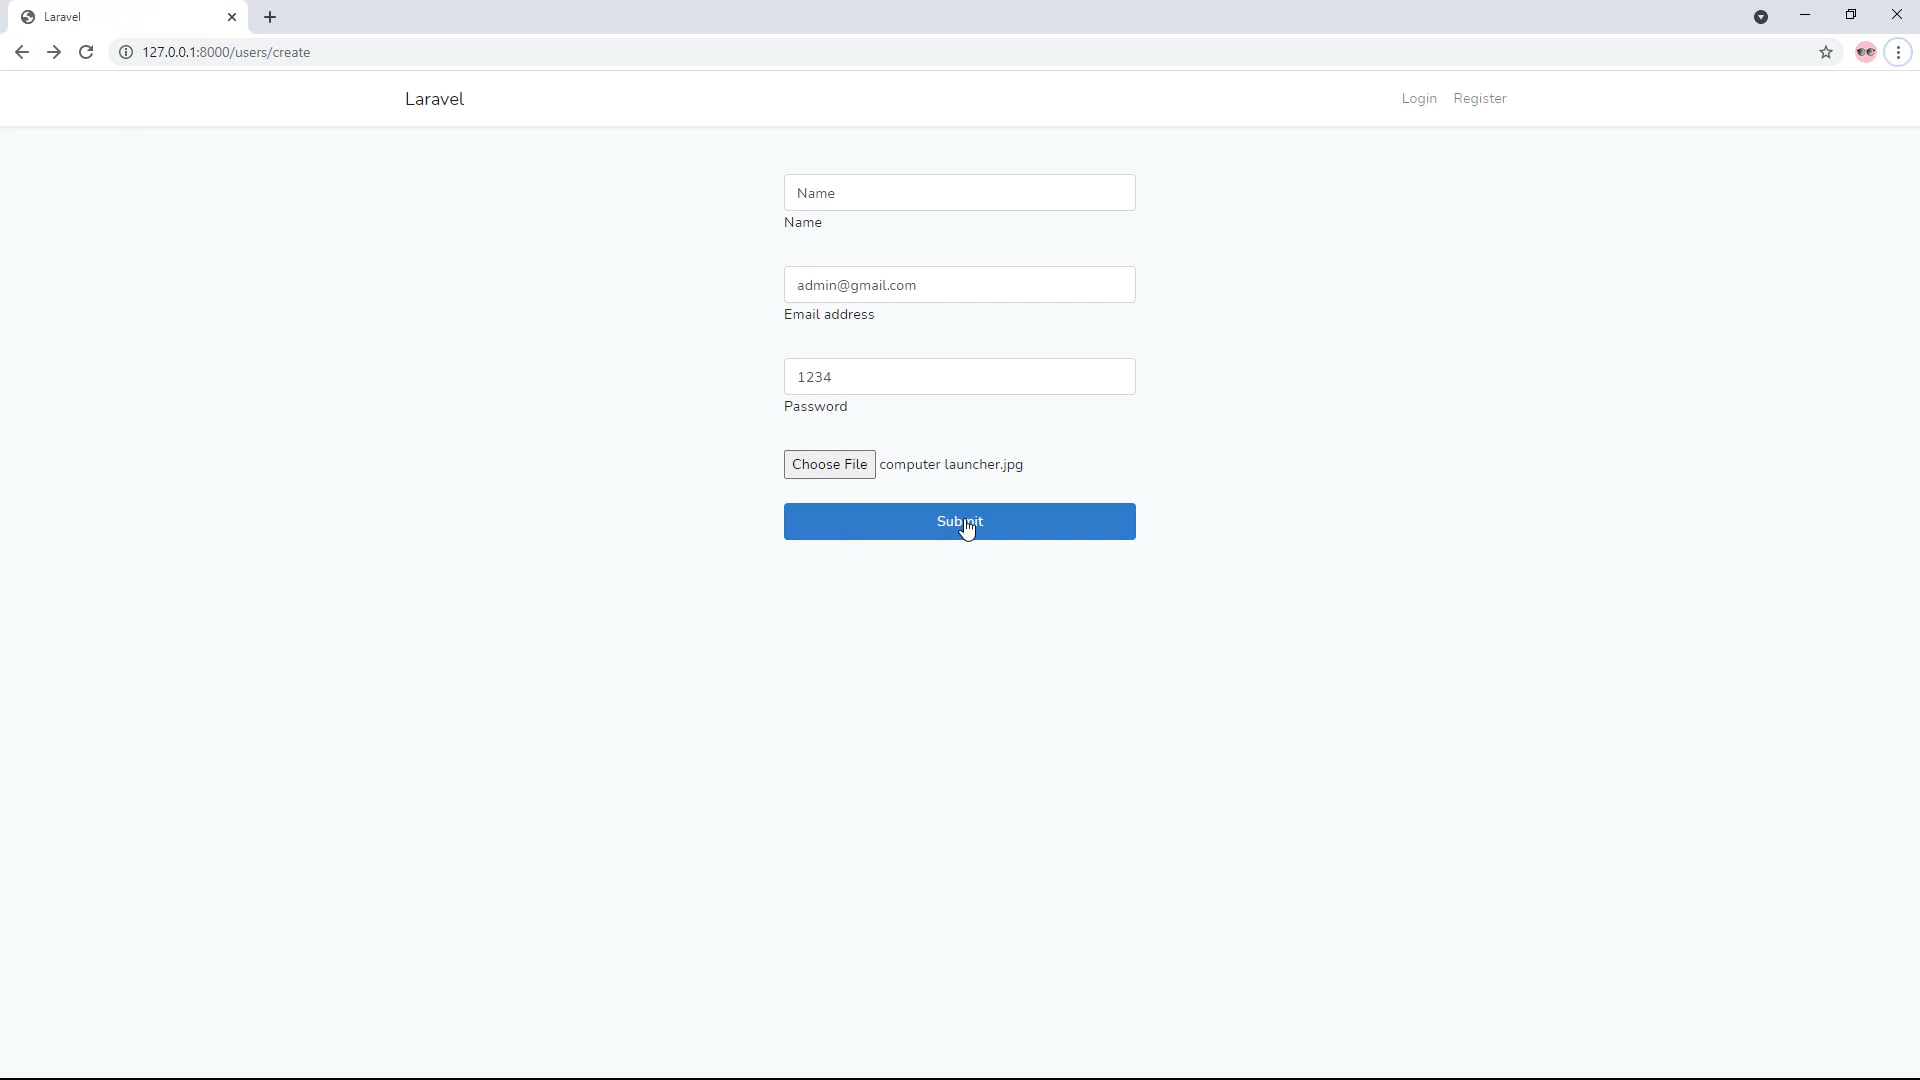 Laravel
127.0.0.1:8000/users/create
Laravel
Login Register
Name
Name
admin@gmail.com
Email address
1234
Password
Choose File computer launcher.jpg
Submit